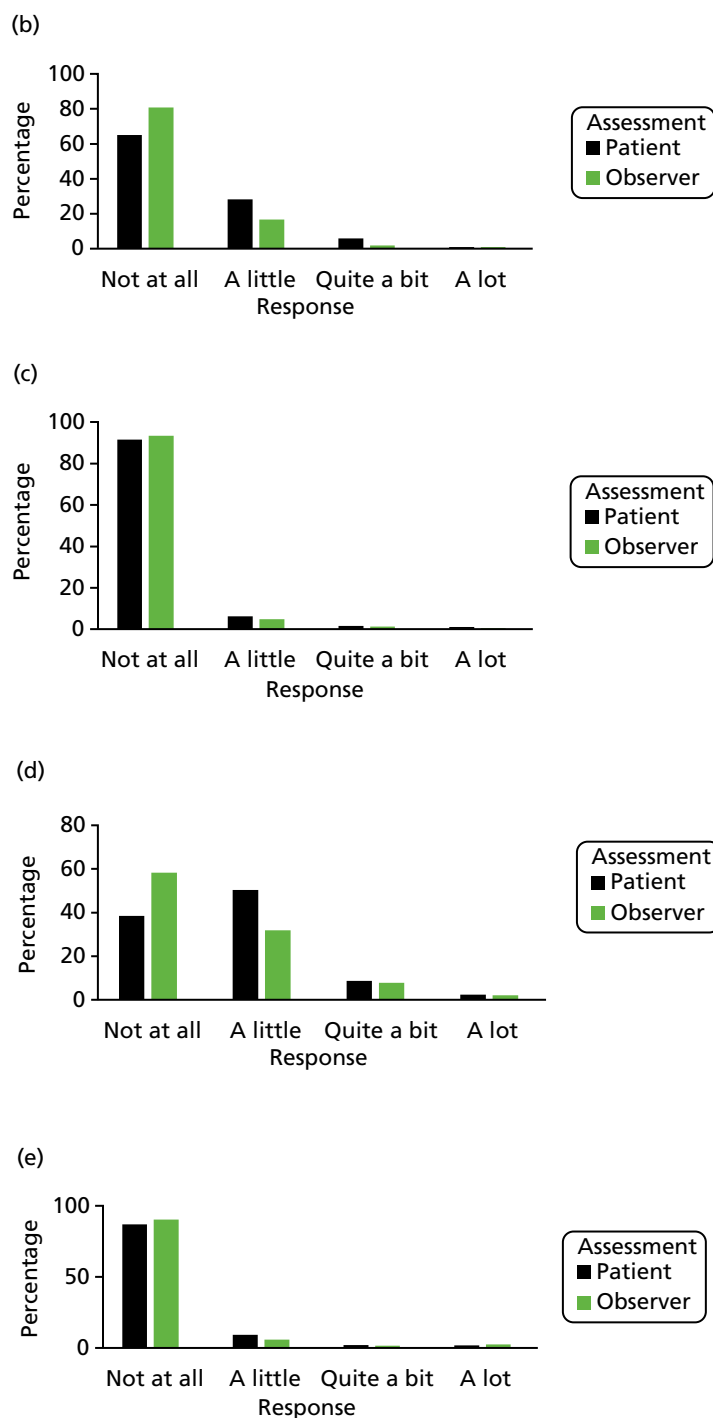 (b)
100
80
60
40
20
0
Percentage
Not at all A little Quite a bit A lot
Response
Assessment
Patient
Observer
(c)
100
80
60
40
20
0
Percentage
Not at all A little Quite a bit A lot
Response
Assessment
Patient
Observer
(d)
80
60
40
20
0
Percentage
Not at all A little Quite a bit A lot
Response
Assessment
Patient
Observer
(e)
100
50
0
Percentage
Not at all A little Quite a bit A lot
Response
Assessment
Patient
Observer